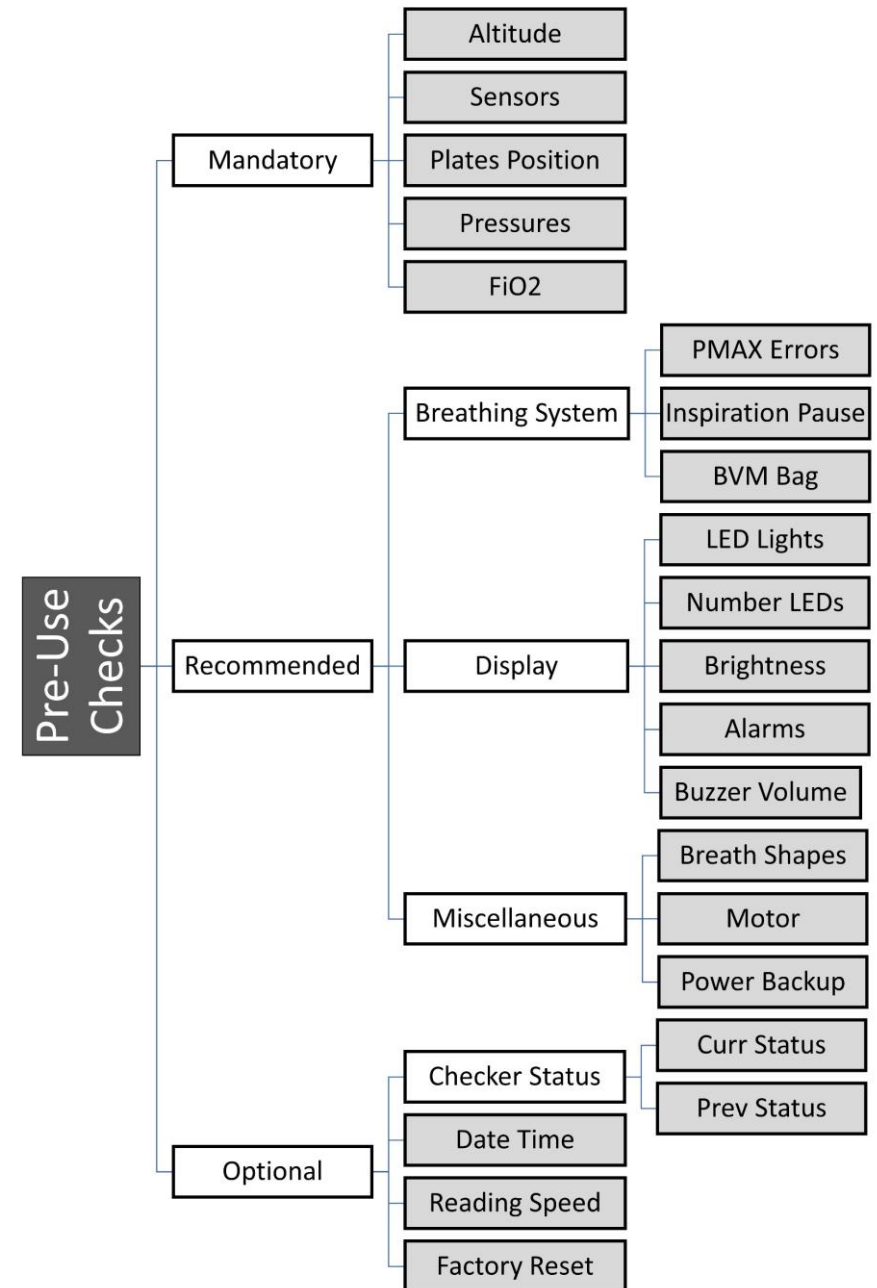 Pre-Use
Checks
Mandatory
Altitude
Sensors
Plates Position
Pressures
FiO2
Recommended
Breathing System
PMAX Errors
Inspiration Pause
BVM Bag
Display
LED Lights
Number LEDs
Brightness
Alarms
Buzzer Volume
Miscellaneous
Breath Shapes
Motor
Power Backup
Optional
Checker Status
Curr Status
Prev Status
Date Time
Reading Speed
Factory Reset